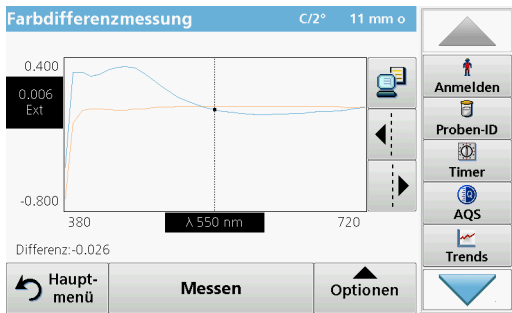 Farbdifferenzmessung C/2° 11 mm o
0.400
0.006
Ext
-0.800
380 λ 550 nm 720
Differenz:-0.026
Haupt-
menü
Messen
Optionen
Anmelden
Proben-ID
Timer
AQS
Trends